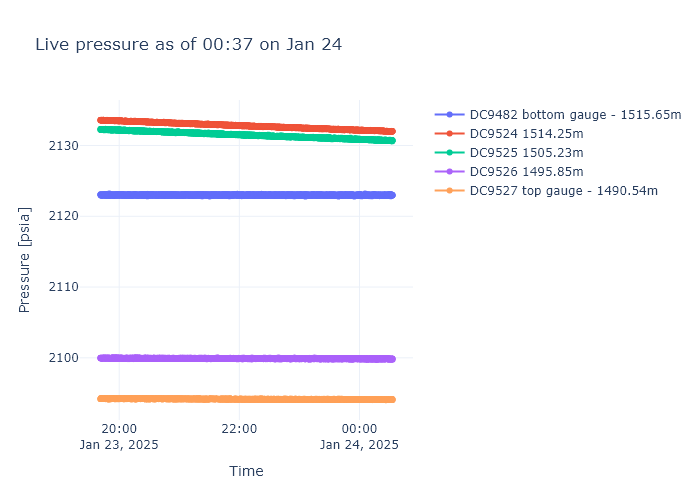 Live pressure as of 00:37 on Jan 24
DC9482 bottom gauge - 1515.65m
DC9524 1514.25m
DC9525 1505.23m
DC9526 1495.85m
DC9527 top gauge - 1490.54m
Pressure [psia]
2130
2120
2110
2100
20:00
Jan 23, 2025
22:00
00:00
Jan 24, 2025
Time